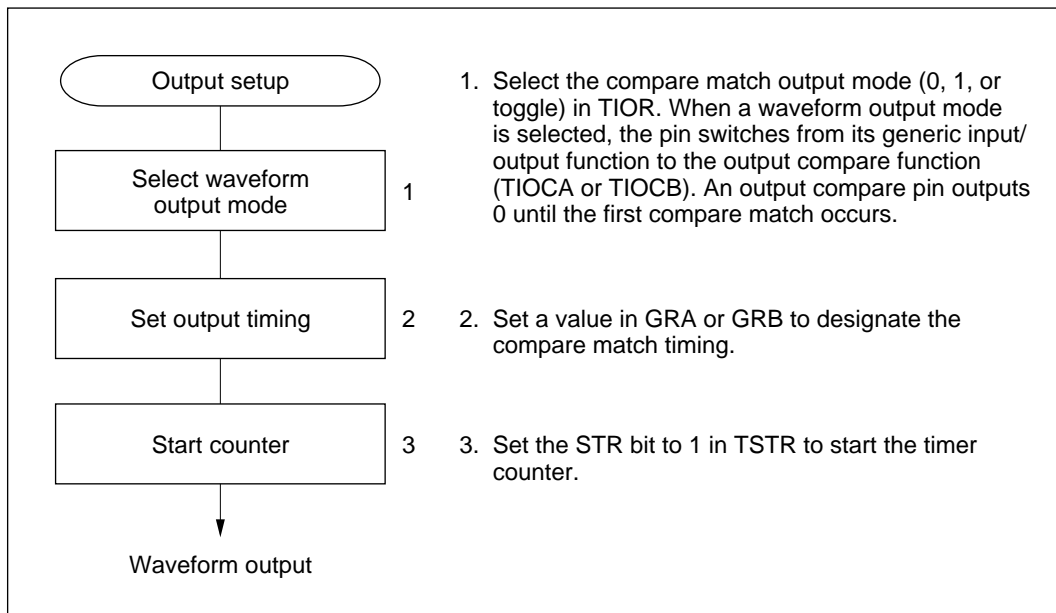 Output setup
1. Select the compare match output mode (0, 1, or
toggle) in TIOR. When a waveform output mode
is selected, the pin switches from its generic input/
output function to the output compare function
(TIOCA or TIOCB). An output compare pin outputs
0 until the first compare match occurs.
Select waveform
output mode
1
Set output timing
2
2. Set a value in GRA or GRB to designate the
compare match timing.
Start counter
3
3. Set the STR bit to 1 in TSTR to start the timer
counter.
Waveform output